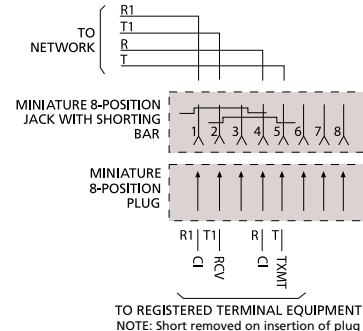 R1
T1
R
T
TO
NETWORK
MINIATURE 8-POSITION
JACK WITH SHORTING
BAR
1 2 3 4 5 6 7 8
MINIATURE
8-POSITION
PLUG
R1 T1 R T
CI RCV CI TXMT
TO REGISTERED TERMINAL EQUIPMENT
NOTE: Short removed on insertion of plug